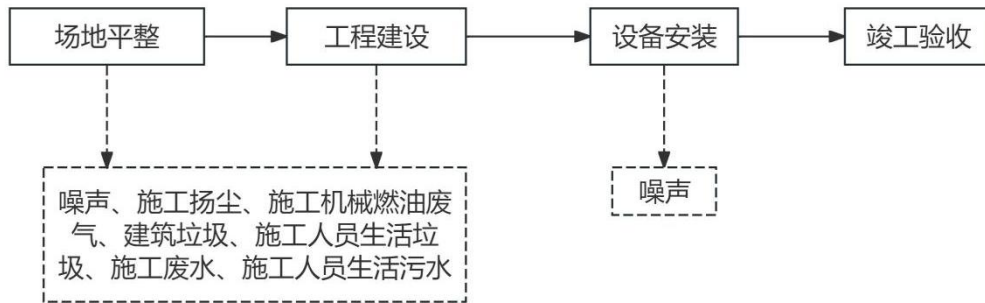 场地平整
工程建设
设备安装
竣工验收
噪声、施工扬尘、施工机械燃油废
气、建筑垃圾、施工人员生活垃
圾、施工废水、施工人员生活污水
噪声